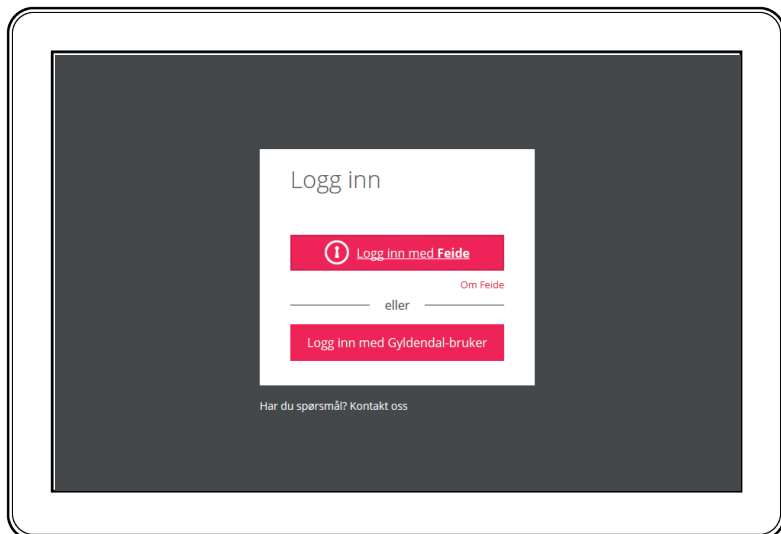 Logg inn
Logg inn med Feide
Om Feide
eller
Logg inn med Gyldendal-bruker
Har du spørsmål? Kontakt oss